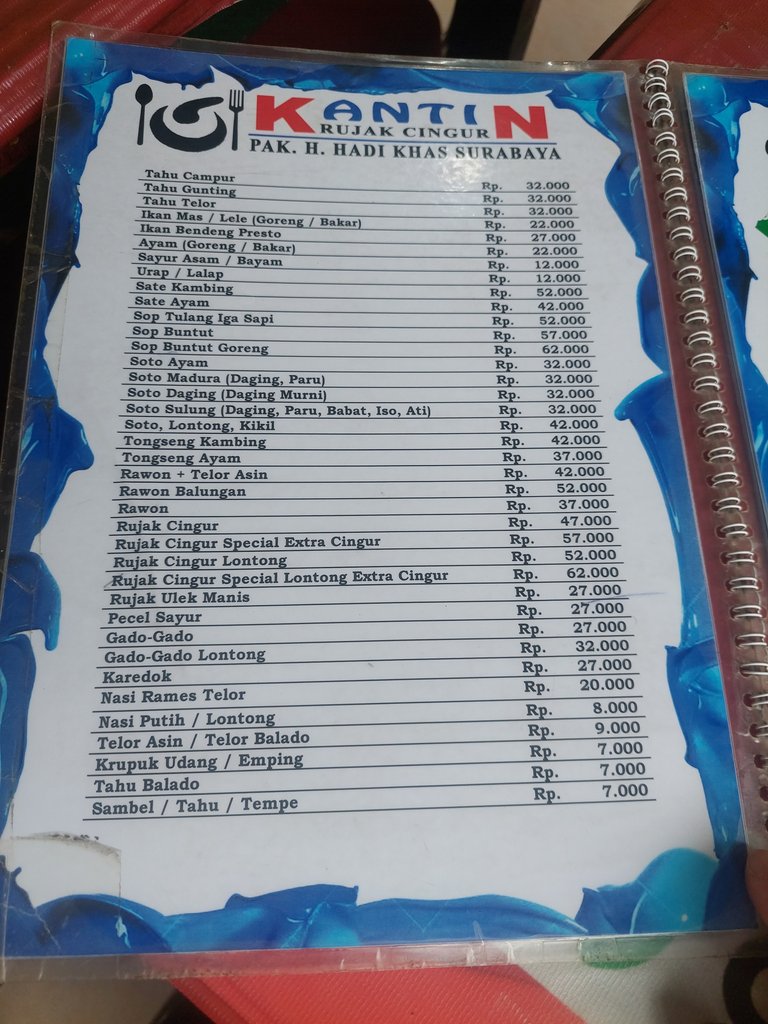 KANTIN
RUJAK CINGUR
PAK. H. HADI KHAS SURABAYA
Tahu Campur Rp. 32.000
Tahu Gunting Rp. 32.000
Tahu Telor Rp. 32.000
Ikan Mas / Lele (Goreng / Bakar) Rp. 22.000
Ikan Bendeng Presto Rp. 27.000
Ayam (Goreng / Bakar) Rp. 22.000
Sayur Asam / Bayam Rp. 12.000
Urap / Lalap Rp. 12.000
Sate Kambing Rp. 52.000
Sate Ayam Rp. 42.000
Sop Tulang Iga Sapi Rp. 52.000
Sop Buntut Rp. 57.000
Sop Buntut Goreng Rp. 62.000
Soto Ayam Rp. 32.000
Soto Madura (Daging, Paru) Rp. 32.000
Soto Daging (Daging Murni) Rp. 32.000
Soto Sulung (Daging, Paru, Babat, Iso, Ati) Rp. 32.000
Soto, Lontong, Kikil Rp. 42.000
Tongseng Kambing Rp. 42.000
Tongseng Ayam Rp. 37.000
Rawon + Telor Asin Rp. 42.000
Rawon Balungan Rp. 52.000
Rawon Rp. 37.000
Rujak Cingur Rp. 47.000
Rujak Cingur Special Extra Cingur Rp. 57.000
Rujak Cingur Lontong Rp. 52.000
Rujak Cingur Special Lontong Extra Cingur Rp. 62.000
Rujak Ulek Manis Rp. 27.000
Pecel Sayur Rp. 27.000
Gado-Gado Rp. 27.000
Gado-Gado Lontong Rp. 32.000
Karedok Rp. 27.000
Nasi Rames Telor Rp. 20.000
Nasi Putih / Lontong Rp. 8.000
Telor Asin / Telor Balado Rp. 9.000
Krupuk Udang / Emping Rp. 7.000
Tahu Balado Rp. 7.000
Sambel / Tahu / Tempe Rp. 7.000